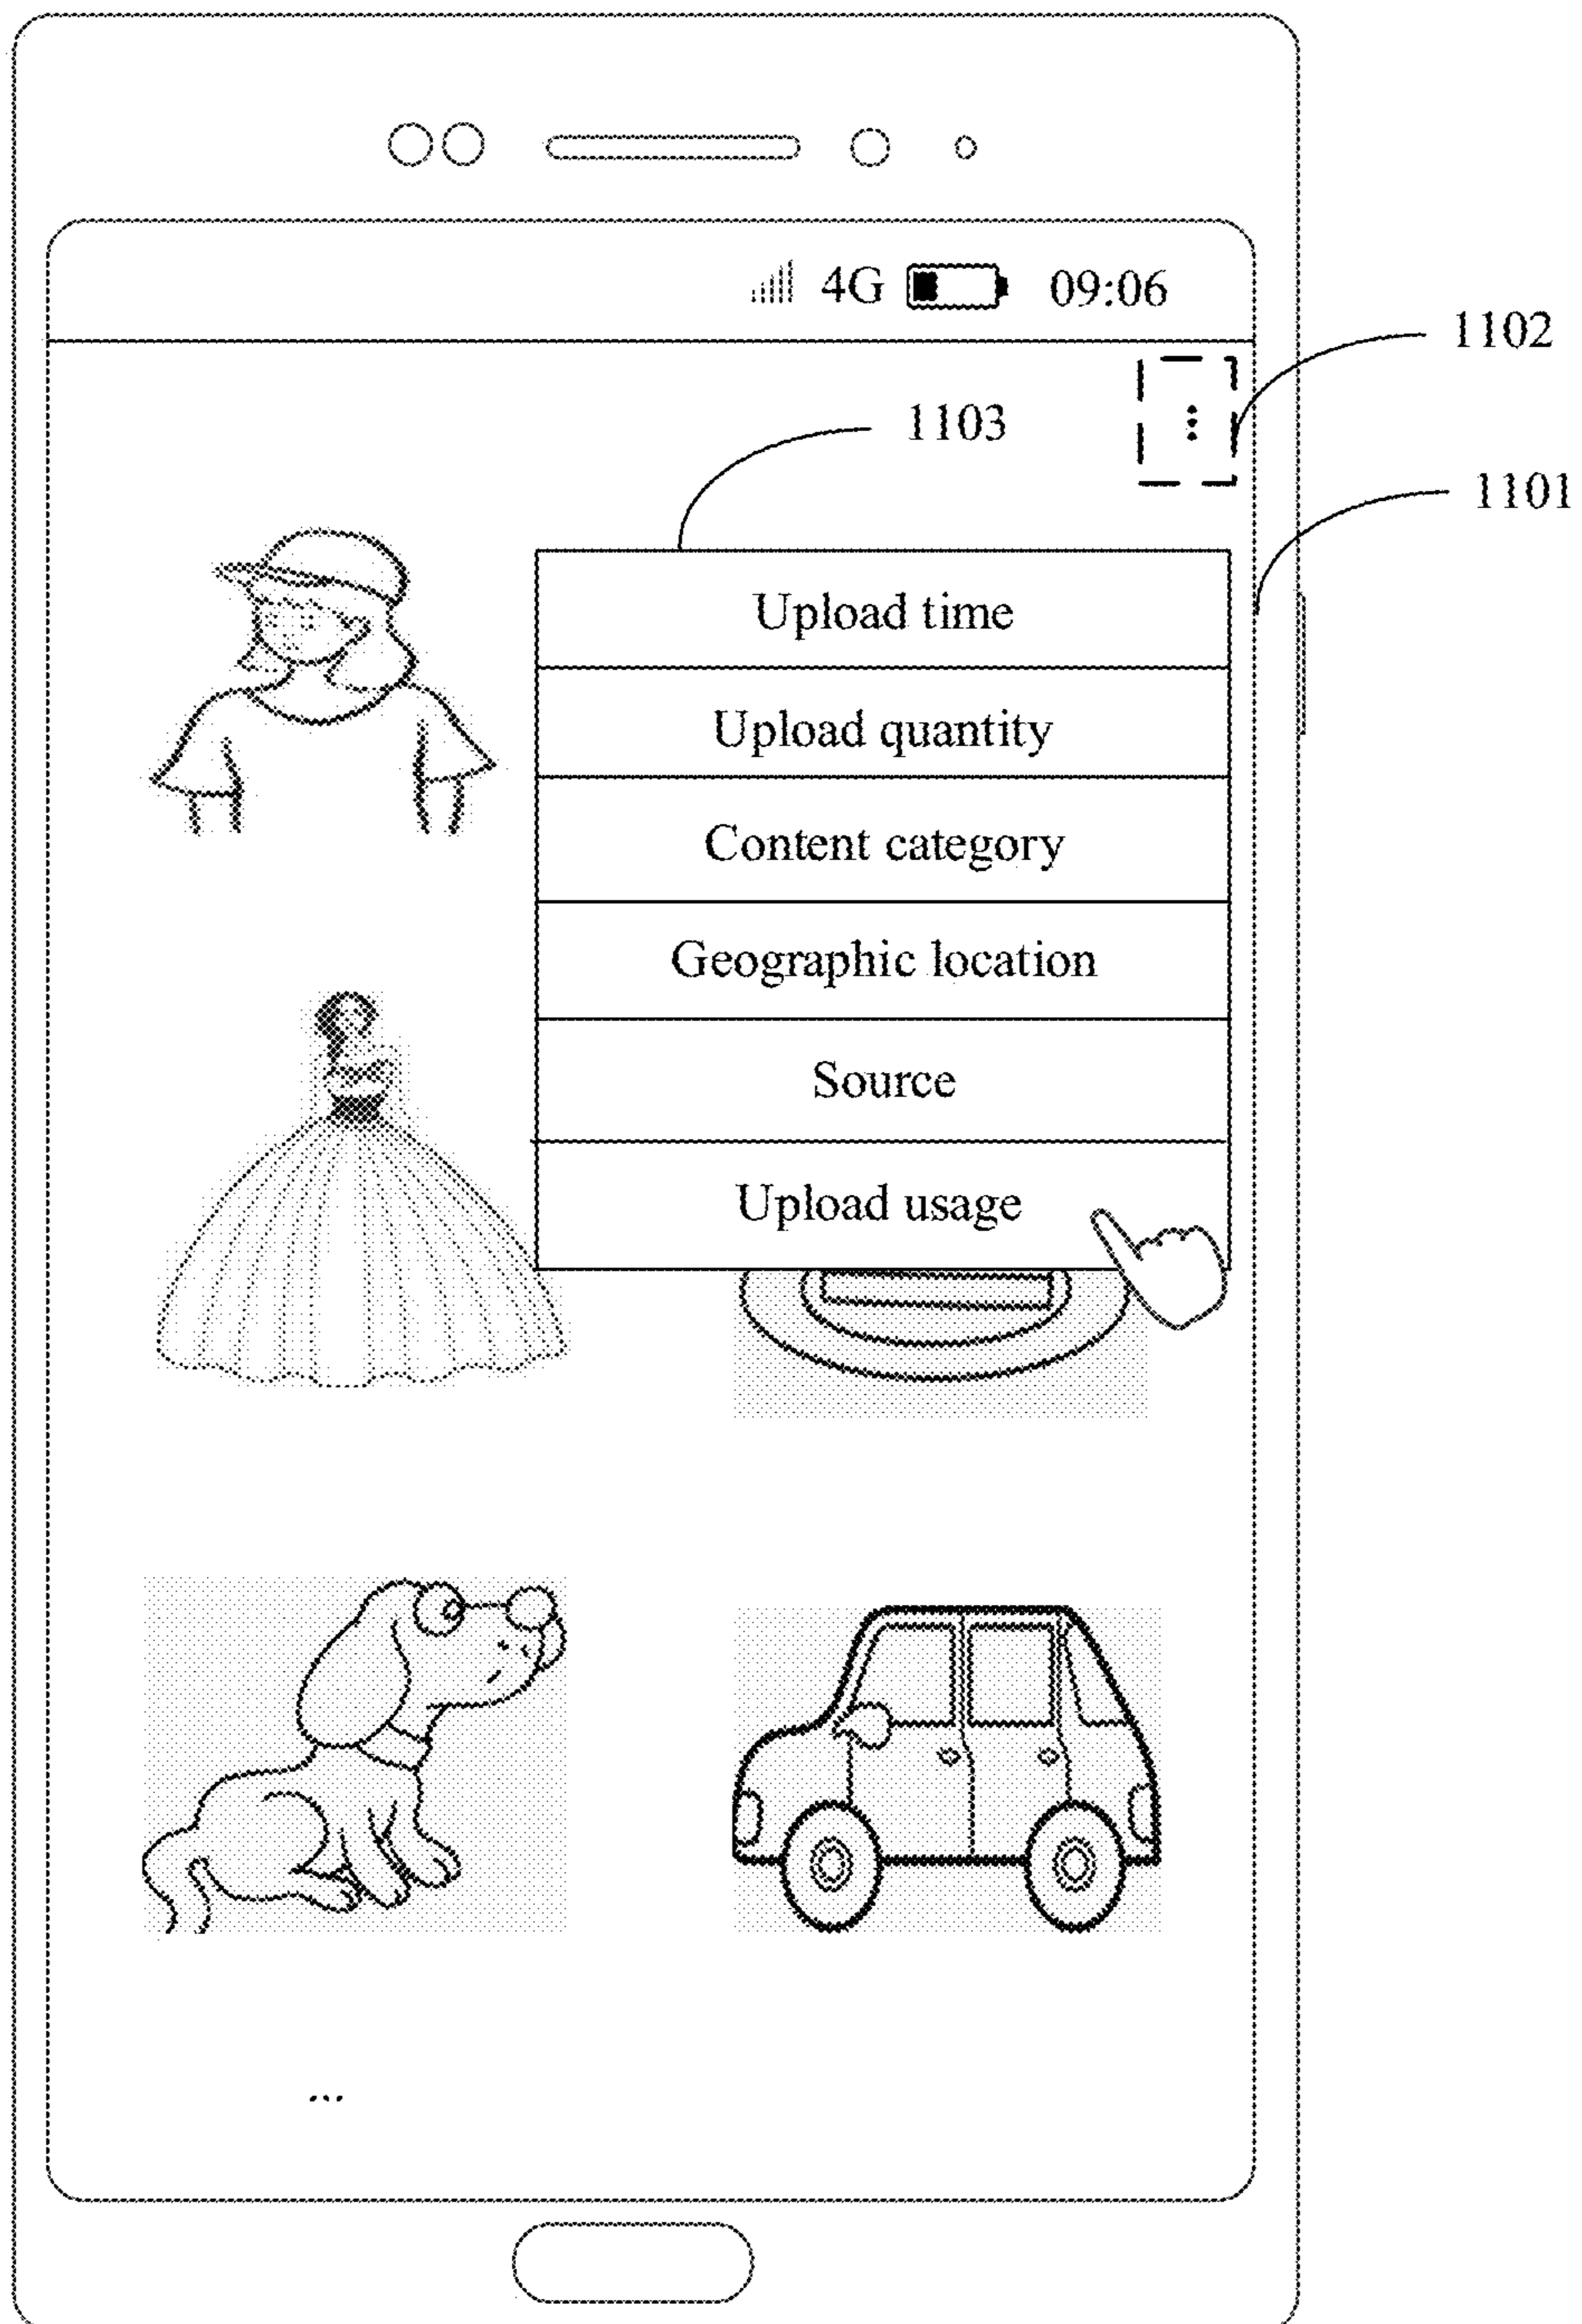 4G 09:06
1102
1103
1101
Upload time
Upload quantity
Content category
Geographic location
Source
Upload usage
...